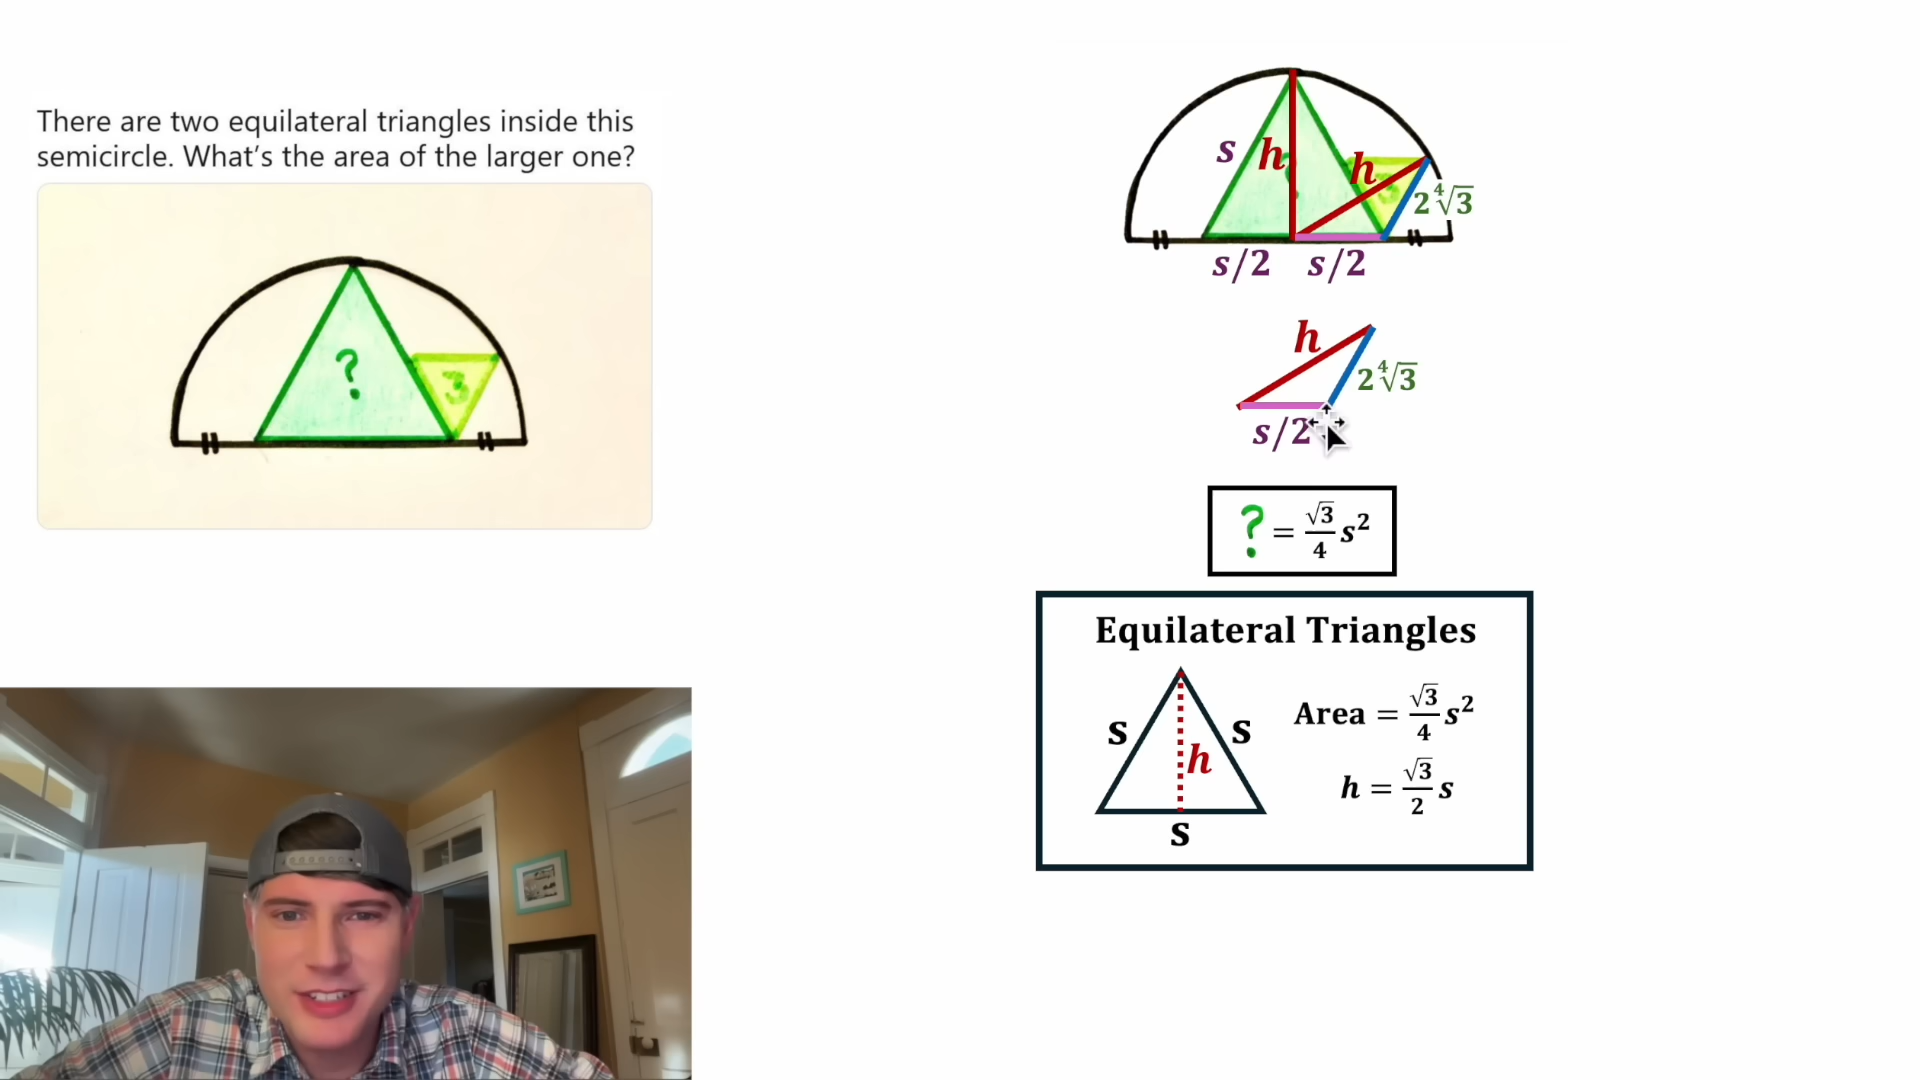 There are two equilateral triangles inside this
semicircle. What's the area of the larger one?
?
3
s
h
h
3
2∜3
s/2
s/2
h
2∜3
s/2
? = √3/4 s²
Equilateral Triangles
s
s
h
s
Area = √3/4 s²
h = √3/2 s